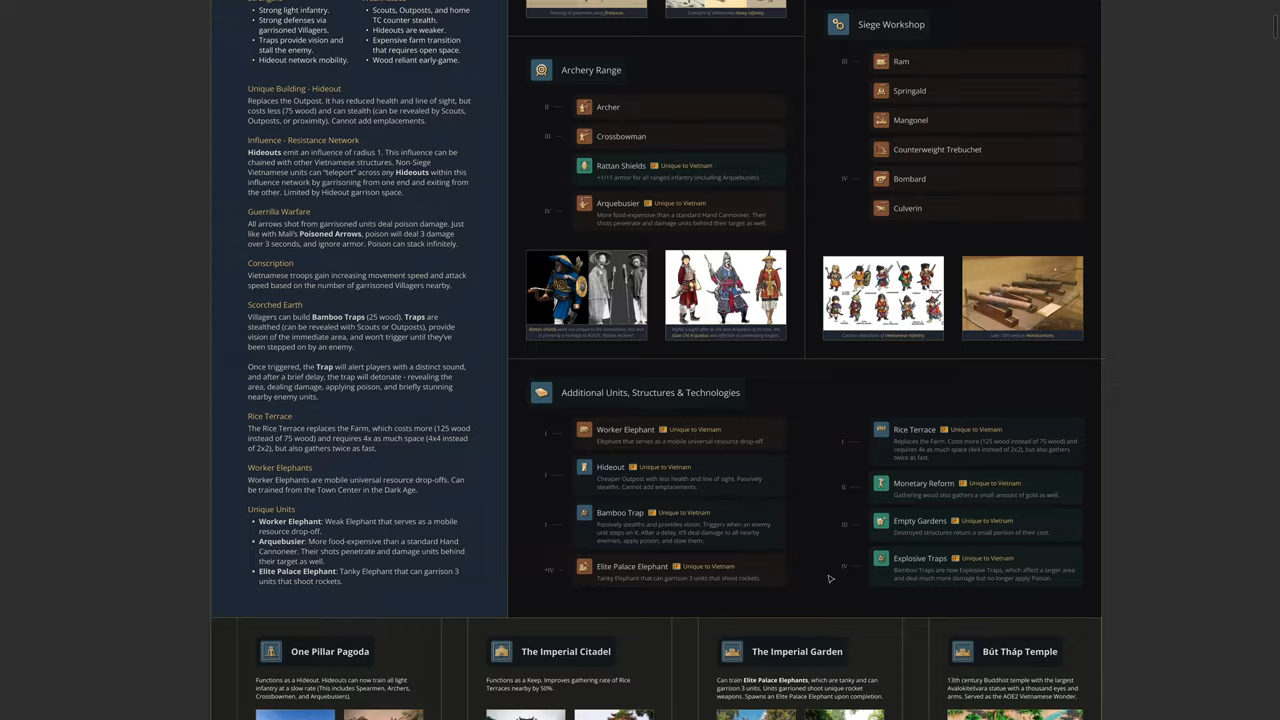 • Strong light infantry.
• Strong defenses via
garrisoned Villagers.
• Traps provide vision and
stall the enemy.
• Hideout network mobility.
• Scouts, Outposts, and home
TC counter stealth.
• Hideouts are weaker.
• Expensive farm transition
that requires open space.
• Wood reliant early-game.
Unique Building - Hideout
Replaces the Outpost. It has reduced health and line of sight, but
costs less (75 wood) and can stealth (can be revealed by Scouts,
Outposts, or proximity). Cannot add emplacements.
Influence - Resistance Network
Hideouts emit an influence of radius 1. This influence can be
chained with other Vietnamese structures. Non-Siege
Vietnamese units can "teleport" across any Hideouts within this
influence network by garrisoning from one end and exiting from
the other. Limited by Hideout garrison space.
Guerrilla Warfare
All arrows shot from garrisoned units deal poison damage. Just
like with Mali's Poisoned Arrows, poison will deal 3 damage
over 3 seconds, and ignore armor. Poison can stack infinitely.
Conscription
Vietnamese troops gain increasing movement speed and attack
speed based on the number of garrisoned Villagers nearby.
Scorched Earth
Villagers can build Bamboo Traps (25 wood). Traps are
stealthed (can be revealed with Scouts or Outposts), provide
vision of the immediate area, and won't trigger until they've
been stepped on by an enemy.
Once triggered, the Trap will alert players with a distinct sound,
and after a brief delay, the trap will detonate - revealing the
area, dealing damage, applying poison, and briefly stunning
nearby enemy units.
Rice Terrace
The Rice Terrace replaces the Farm, which costs more (125 wood
instead of 75 wood) and requires 4x as much space (4x4 instead
of 2x2), but also gathers twice as fast.
Worker Elephants
Worker Elephants are mobile universal resource drop-offs. Can
be trained from the Town Center in the Dark Age.
Unique Units
• Worker Elephant: Weak Elephant that serves as a mobile
resource drop-off.
• Arquebusier: More food-expensive than a standard Hand
Cannoneer. Their shots penetrate and damage units behind
their target as well.
• Elite Palace Elephant: Tanky Elephant that can garrison 3
units that shoot rockets.
Archery Range
II
Archer
III
Crossbowman
Rattan Shields Unique to Vietnam
+1/+1 armor for all ranged infantry (including Arquebusier).
IV
Arquebusier Unique to Vietnam
More food-expensive than a standard Hand Cannoneer. Their
shots penetrate and damage units behind their target as well.
Siege Workshop
III
Ram
Springald
Mangonel
Counterweight Trebuchet
IV
Bombard
Culverin
Additional Units, Structures & Technologies
I
Worker Elephant Unique to Vietnam
Elephant that serves as a mobile universal resource drop-off.
I
Hideout Unique to Vietnam
Cheaper Outpost with less health and line of sight. Passively
stealths. Cannot add emplacements.
I
Bamboo Trap Unique to Vietnam
Passively stealths and provides vision. Triggers when an enemy
unit steps on it. After a delay, it'll deal damage to all nearby
enemies, apply poison, and slow them.
*IV
Elite Palace Elephant Unique to Vietnam
Tanky Elephant that can garrison 3 units that shoot rockets.
I
Rice Terrace Unique to Vietnam
Replaces the Farm. Costs more (125 wood instead of 75 wood) and
requires 4x as much space (4x4 instead of 2x2), but also gathers
twice as fast.
II
Monetary Reform Unique to Vietnam
Gathering wood also gathers a small amount of gold as well.
III
Empty Gardens Unique to Vietnam
Destroyed structures return a small portion of their cost.
IV
Explosive Traps Unique to Vietnam
Bamboo Traps are now Explosive Traps, which affect a larger area
and deal much more damage but no longer apply Poison.
One Pillar Pagoda
Functions as a Hideout. Hideouts can now train all light
infantry at a slow rate (This includes Spearmen, Archers,
Crossbowman, and Arquebusiers).
The Imperial Citadel
Functions as a Keep. Improves gathering rate of Rice
Terraces nearby by 50%.
The Imperial Garden
Can train Elite Palace Elephants, which are tanky and can
garrison 3 units. Units garrisoned shoot unique rocket
weapons. Spawns an Elite Palace Elephant upon completion.
Bút Tháp Temple
13th century Buddhist temple with the largest
Avalokiteśvara statue with a thousand eyes and
arms. Served as the AOE2 Vietnamese Wonder.